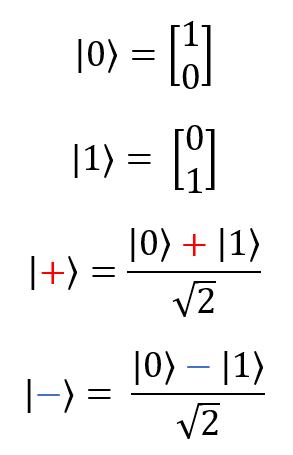 |0⟩ = [1 0]
|1⟩ = [0 1]
|+⟩ = |0⟩ + |1⟩ / √2
|−⟩ = |0⟩ − |1⟩ / √2